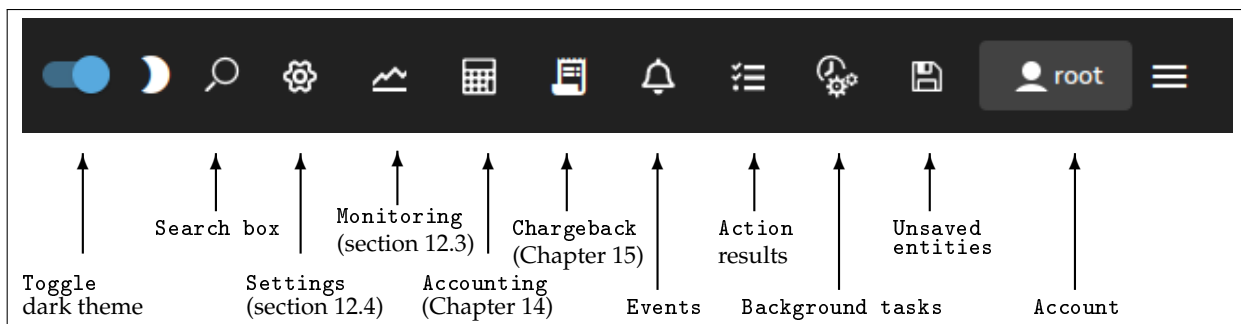 root
Search box
Monitoring
(section 12.3)
Chargeback
(Chapter 15)
Action
results
Unsaved
entities
Toggle
dark theme
Settings
(section 12.4)
Accounting
(Chapter 14)
Events
Background tasks
Account